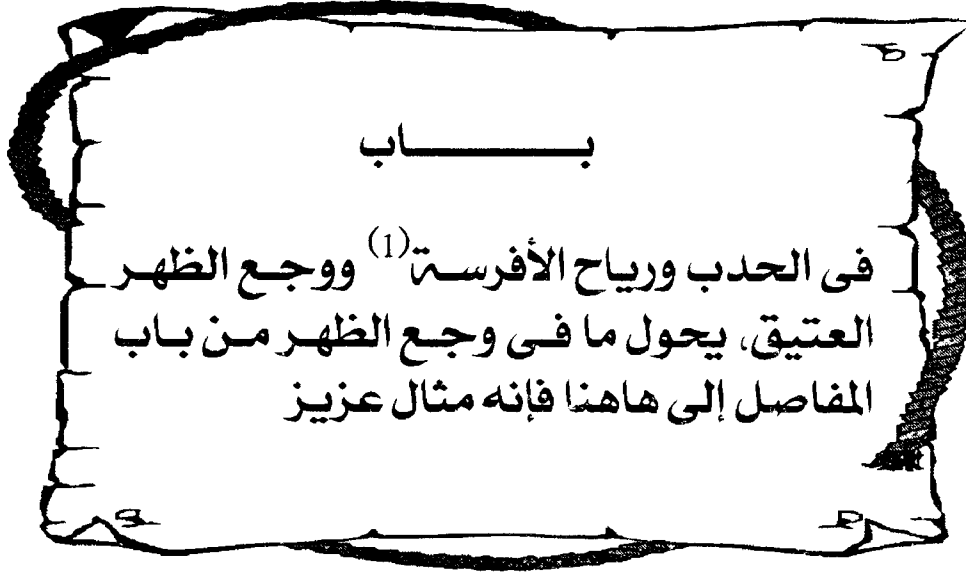 بــــــــاب
فى الحدب ورياح الأفرسة(1) ووجع الظهر
العتيق، يحول ما فى وجع الظهر من باب
المفاصل إلى هاهنا فإنه مثال عزيز